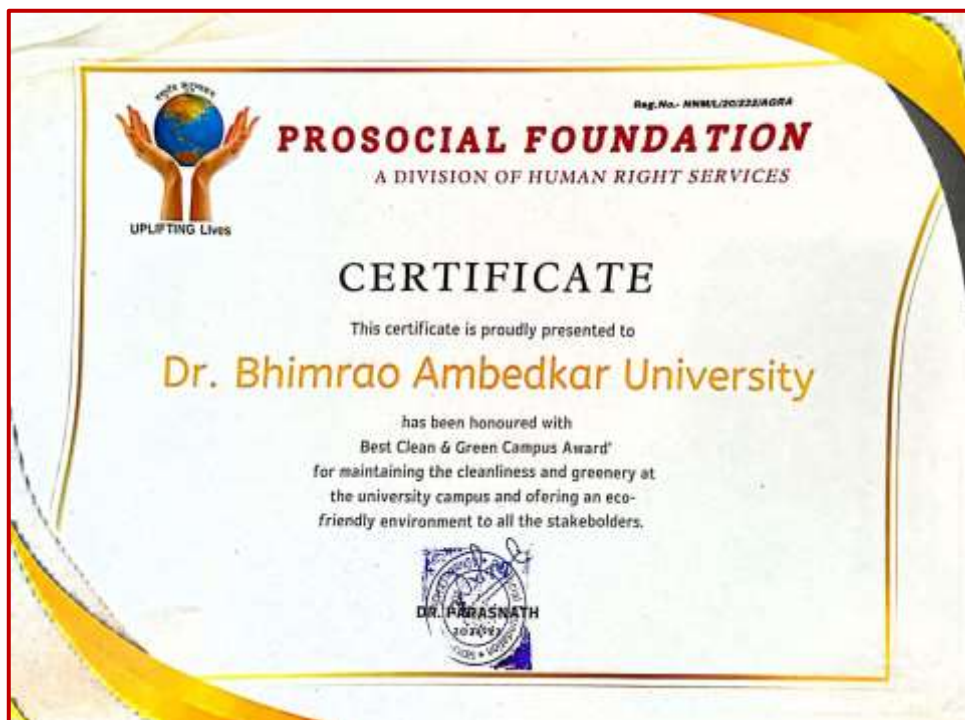 Reg.No.- NNM/L/20/222/AGRA
PROSOCIAL FOUNDATION
A DIVISION OF HUMAN RIGHT SERVICES
UPLIFTING Lives
CERTIFICATE
This certificate is proudly presented to
Dr. Bhimrao Ambedkar University
has been honoured with
Best Clean & Green Campus Award'
for maintaining the cleanliness and greenery at
the university campus and ofering an eco-
friendly environment to all the stakebolders.
DR. PARASNATH